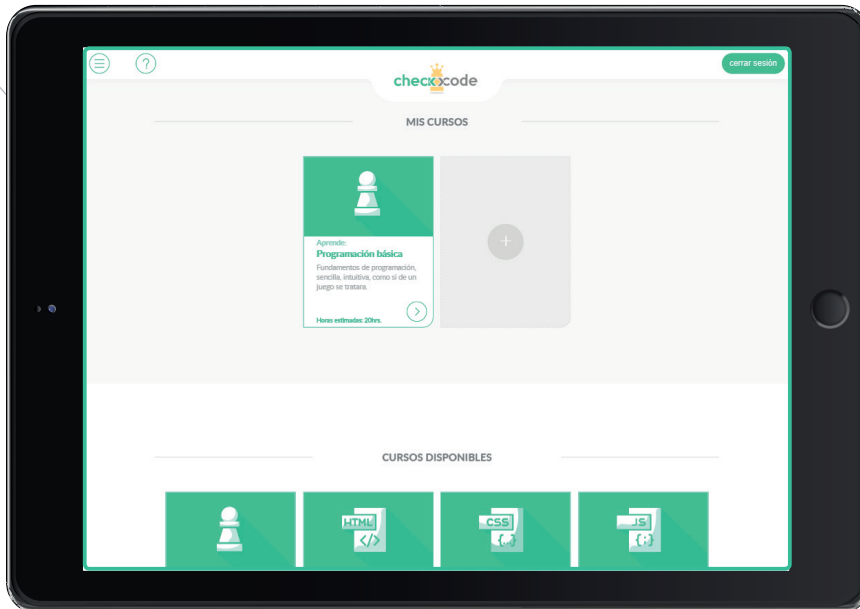 ?
cerrar sesión
checkcode
MIS CURSOS
+
Aprende:
Programación básica
Fundamentos de programación,
sencilla, intuitiva, como si de un
juego se tratara.
Horas estimadas: 20hrs.
CURSOS DISPONIBLES
HTML
</>
CSS
{..}
JS
{;}